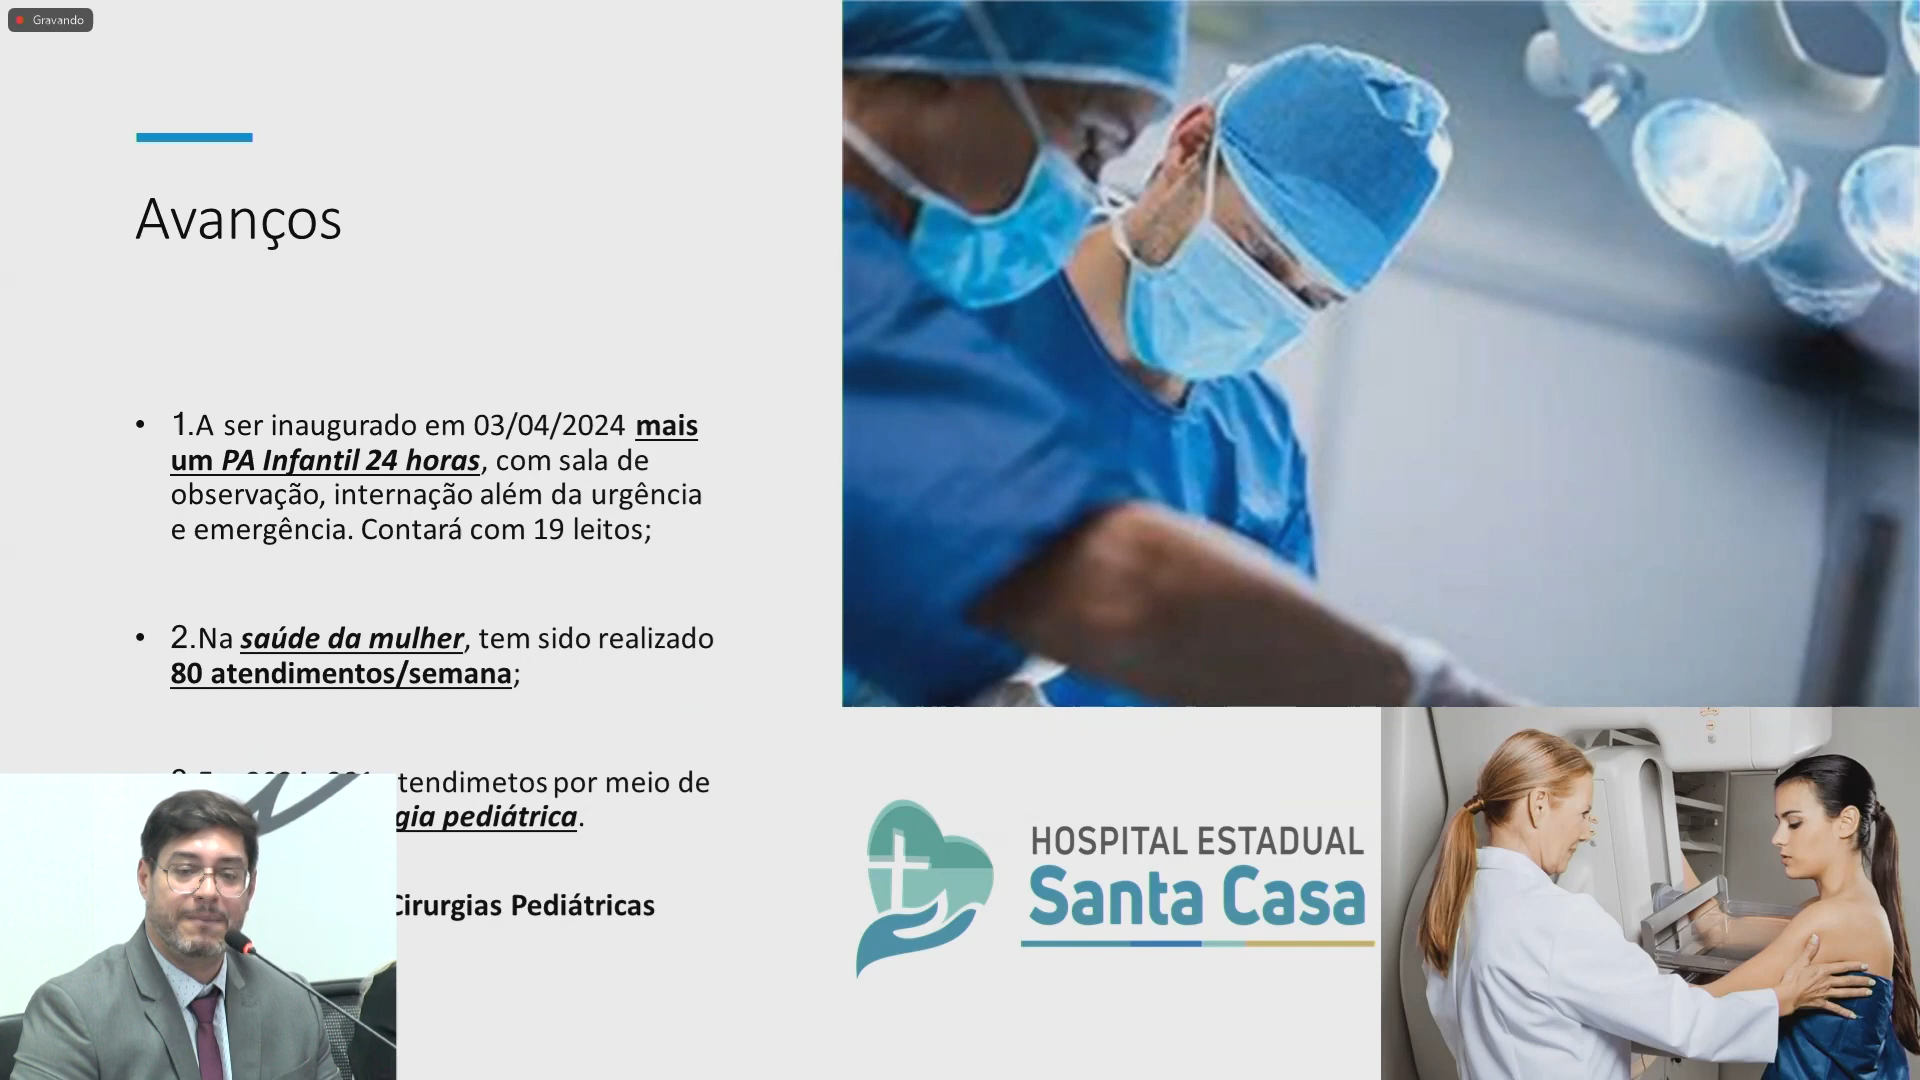 Gravando
Avanços
• 1.A ser inaugurado em 03/04/2024 mais
um PA Infantil 24 horas, com sala de
observação, internação além da urgência
e emergência. Contará com 19 leitos;
• 2.Na saúde da mulher, tem sido realizado
80 atendimentos/semana;
tendimetos por meio de
gia pediátrica.
Cirurgias Pediátricas
HOSPITAL ESTADUAL
Santa Casa